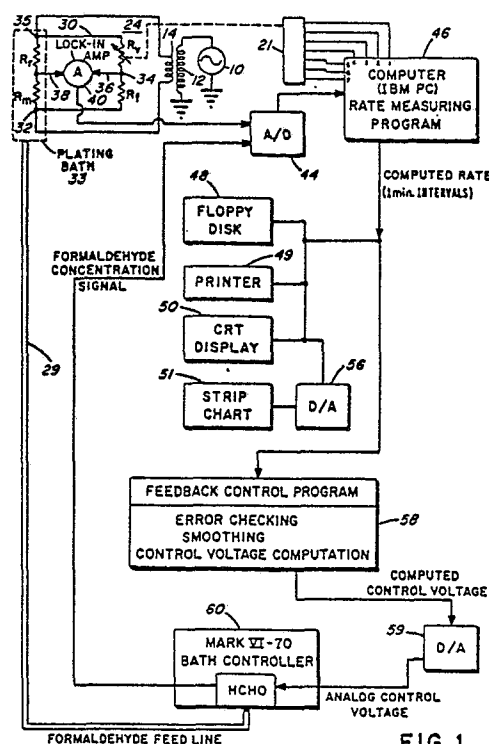 35 30 24 14 21 46
LOCK-IN AMP
Rr Rv
A
12 10
34
38 36
40
Rm Rf
32
PLATING BATH
33
A/D
44
COMPUTER
(IBM PC)
RATE MEASURING
PROGRAM
COMPUTED RATE
(1min. INTERVALS)
48
FLOPPY
DISK
FORMALDEHYDE
CONCENTRATION
SIGNAL
49
PRINTER
50
CRT
DISPLAY
29
51
STRIP
CHART
56
D/A
FEEDBACK CONTROL PROGRAM
ERROR CHECKING
SMOOTHING
CONTROL VOLTAGE COMPUTATION
58
COMPUTED
CONTROL VOLTAGE
60
59
MARK VI-70
BATH CONTROLLER
D/A
HCHO
ANALOG CONTROL
VOLTAGE
FORMALDEHYDE FEED LINE
FIG. 1